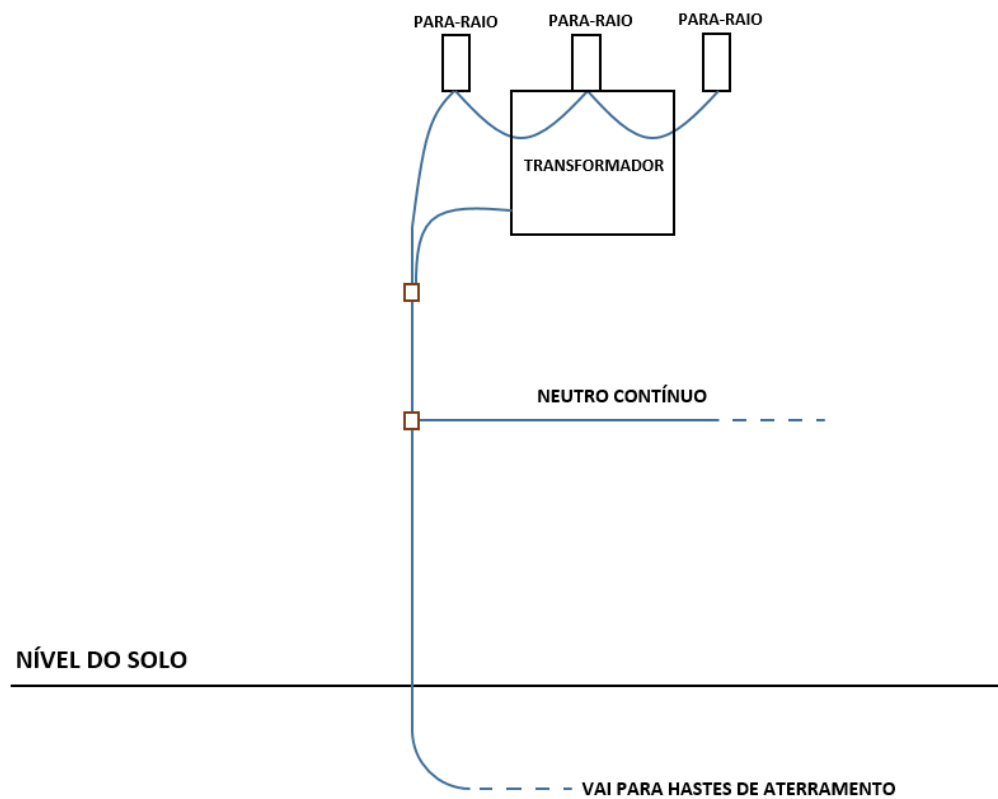 PARA-RAIO
PARA-RAIO
PARA-RAIO
TRANSFORMADOR
NEUTRO CONTÍNUO
NÍVEL DO SOLO
VAI PARA HASTES DE ATERRAMENTO